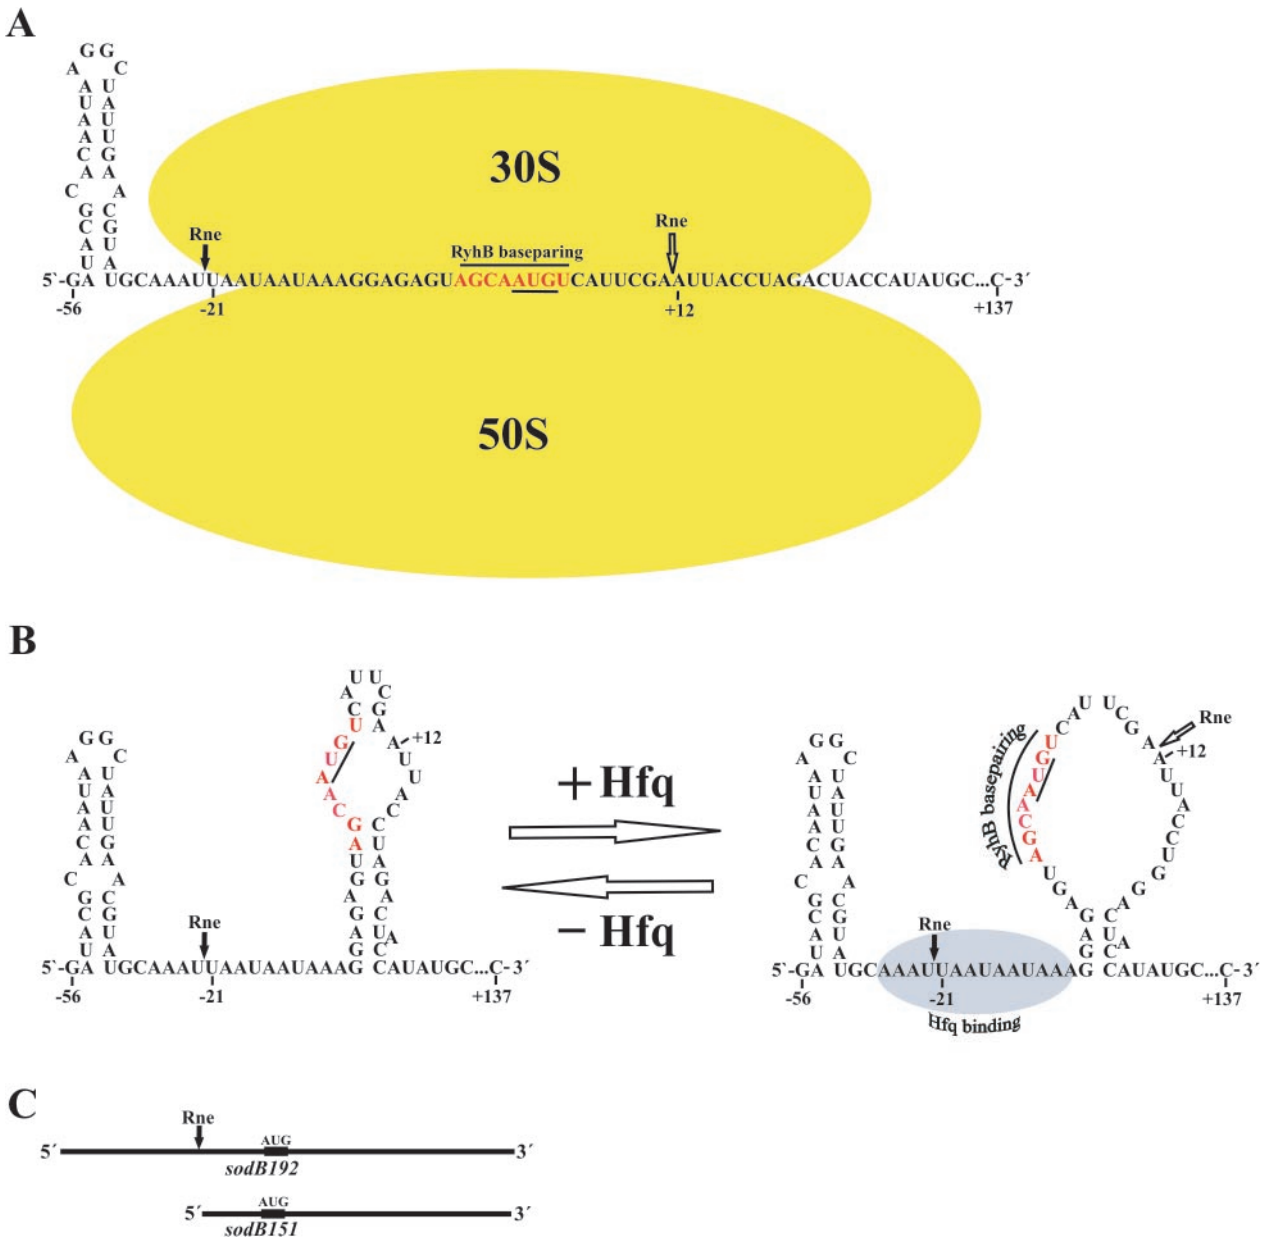 A
G G
A C
A U
U A
A U
A U
C G
A A
C A
G C
C G
A U
U A
30S
Rne
Rne
RyhB baseparing
5`-GA UGCAAAUUAAUAAUAAAGGAGAGUAGCAAUGUCAUUCGAAUUACCUAGACUACCAUAUGC...C-3´
-56
-21
+12
+137
50S
B
+12
+ Hfq
- Hfq
Rne
5`-GA UGCAAAUUAAUAAUAAAG CAUAUGC...C-3´
-56
-21
+137
RyhB basepairing
Rne
+12
Rne
5`-GA UGCAAAUUAAUAAUAAAG CAUAUGC...C-3´
-56
-21
+137
Hfq binding
C
Rne
5´ AUG 3´
sodB192
5´ AUG 3´
sodB151